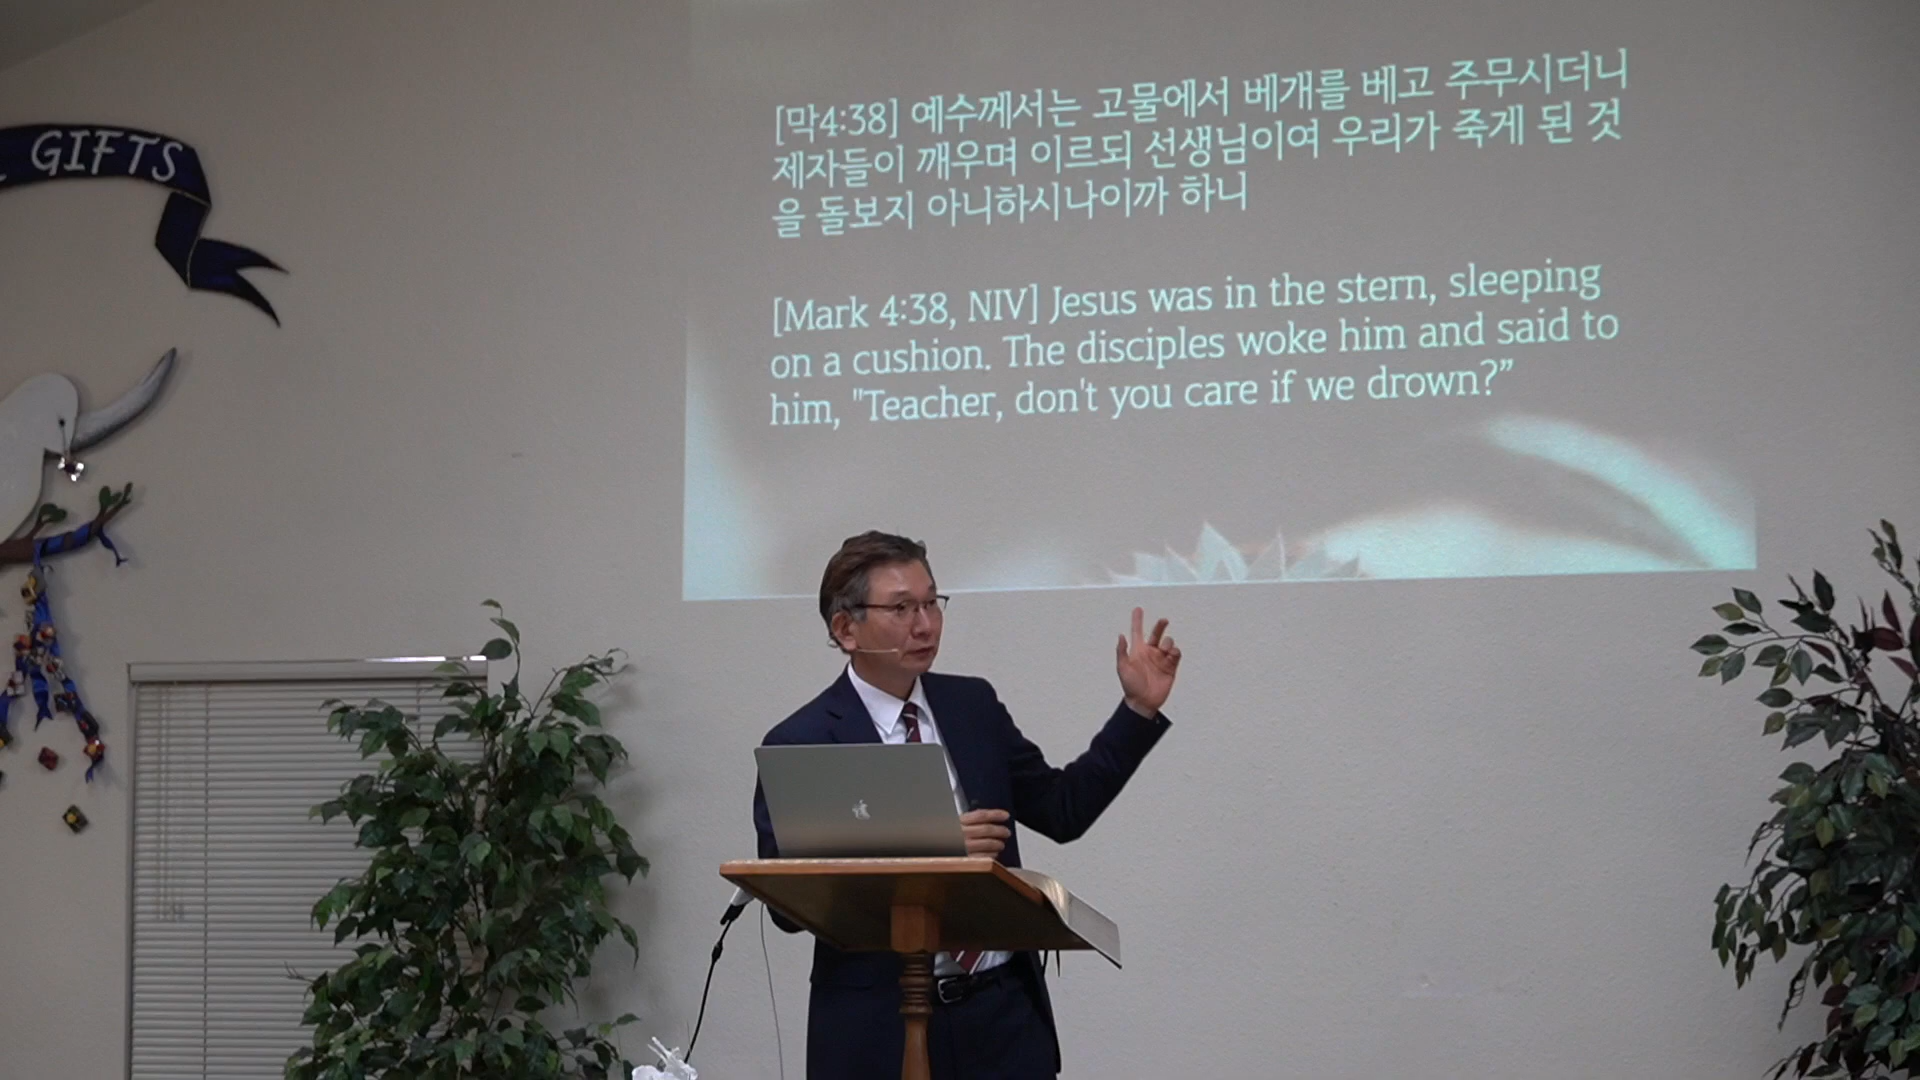 GIFTS
[막4:38] 예수께서는 고물에서 베개를 베고 주무시더니
제자들이 깨우며 이르되 선생님이여 우리가 죽게 된 것
을 돌보지 아니하시나이까 하니
[Mark 4:38, NIV] Jesus was in the stern, sleeping
on a cushion. The disciples woke him and said to
him, "Teacher, don't you care if we drown?”